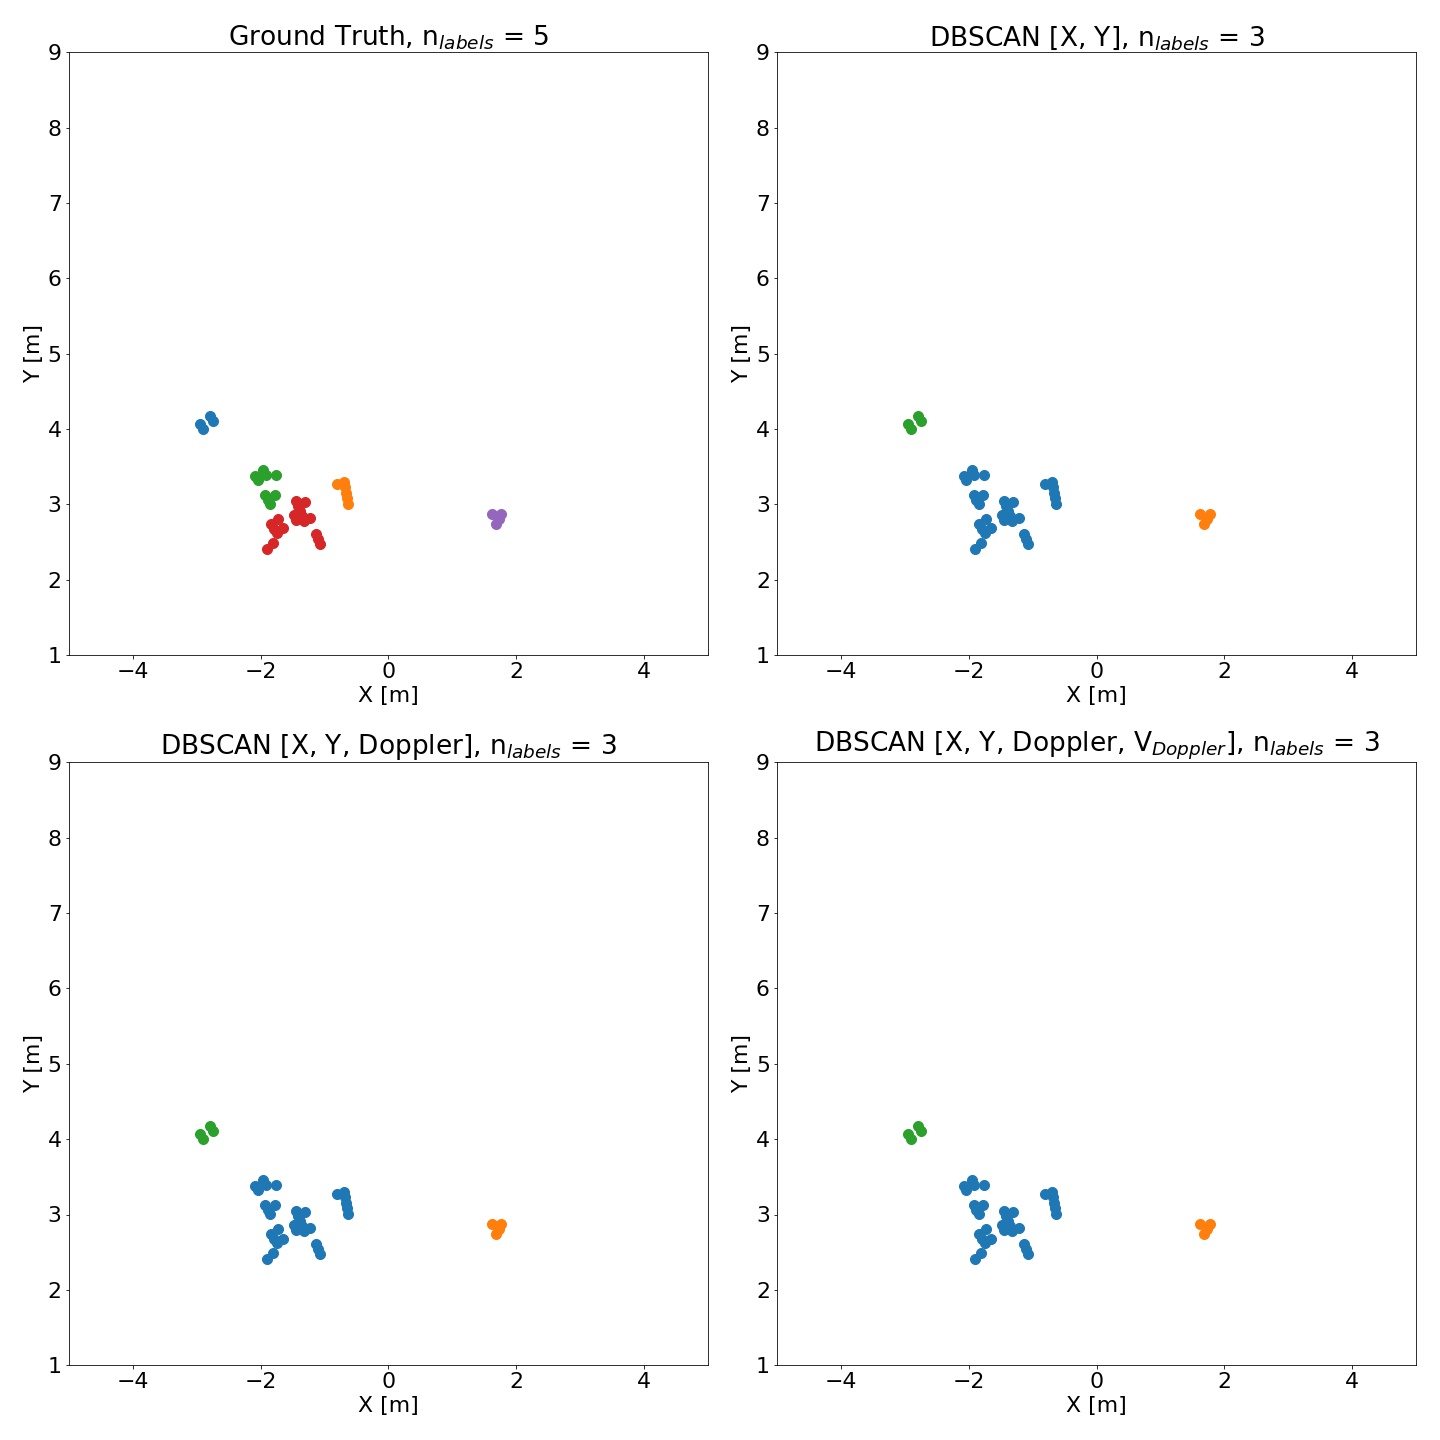 Ground Truth, n_labels = 5
9
8
7
6
5
4
3
2
1
Y [m]
−4 −2 0 2 4
X [m]
DBSCAN [X, Y], n_labels = 3
9
8
7
6
5
4
3
2
1
Y [m]
−4 −2 0 2 4
X [m]
DBSCAN [X, Y, Doppler], n_labels = 3
9
8
7
6
5
4
3
2
1
Y [m]
−4 −2 0 2 4
X [m]
DBSCAN [X, Y, Doppler, V_Doppler], n_labels = 3
9
8
7
6
5
4
3
2
1
Y [m]
−4 −2 0 2 4
X [m]